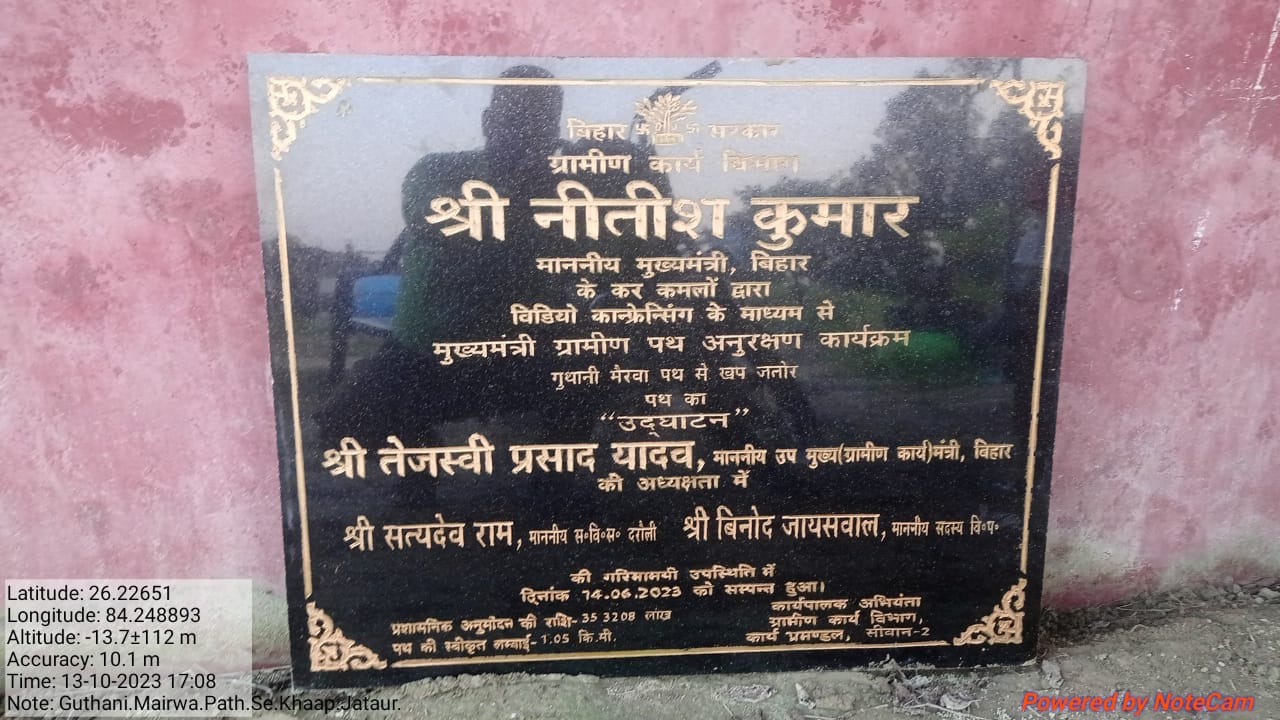 बिहार सरकार
ग्रामीण कार्य विभाग
श्री नीतीश कुमार
माननीय मुख्यमंत्री, बिहार
के कर कमलों द्वारा
विडियो कान्फ्रेन्सिंग के माध्यम से
मुख्यमंत्री ग्रामीण पथ अनुरक्षण कार्यक्रम
गुथानी मैरवा पथ से खप जतोर
पथ का
“उद्घाटन”
श्री तेजस्वी प्रसाद यादव, माननीय उप मुख्य(ग्रामीण कार्य)मंत्री, बिहार
की अध्यक्षता में
श्री सत्यदेव राम, माननीय स॰वि॰स॰ दरौली श्री बिनोद जायसवाल, माननीय सदस्य वि॰प॰
की गरिमामयी उपस्थिति में
दिनांक 14.06.2023 को सम्पन्न हुआ।
प्रशासनिक अनुमोदन की राशि- 35 3208 लाख
पथ की स्वीकृत लम्बाई- 1.05 कि.मी.
कार्यपालक अभियंता
ग्रामीण कार्य विभाग,
कार्य प्रमण्डल, सीवान-2
Latitude: 26.22651
Longitude: 84.248893
Altitude: -13.7±112 m
Accuracy: 10.1 m
Time: 13-10-2023 17:08
Note: Guthani.Mairwa.Path.Se.Khaap.Jataur.
Powered by NoteCam